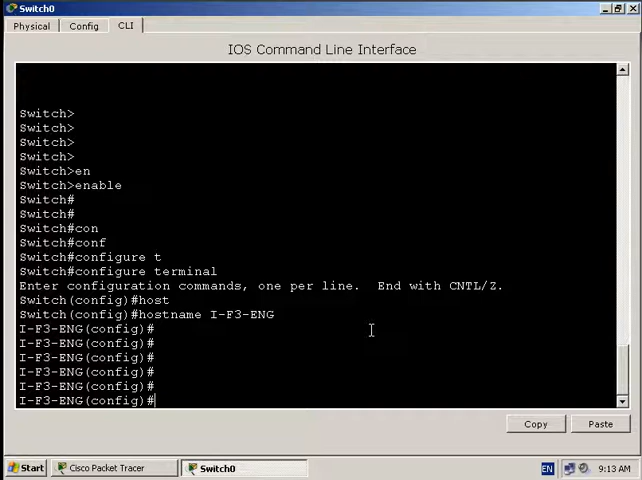 Switch0
Physical
Config
CLI
IOS Command Line Interface
Switch>
Switch>
Switch>
Switch>
Switch>en
Switch>enable
Switch#
Switch#
Switch#con
Switch#conf
Switch#configure t
Switch#configure terminal
Enter configuration commands, one per line.  End with CNTL/Z.
Switch(config)#host
Switch(config)#hostname I-F3-ENG
I-F3-ENG(config)#
I-F3-ENG(config)#
I-F3-ENG(config)#
I-F3-ENG(config)#
I-F3-ENG(config)#
I-F3-ENG(config)#
Copy
Paste
Start
Cisco Packet Tracer
Switch0
EN
9:13 AM